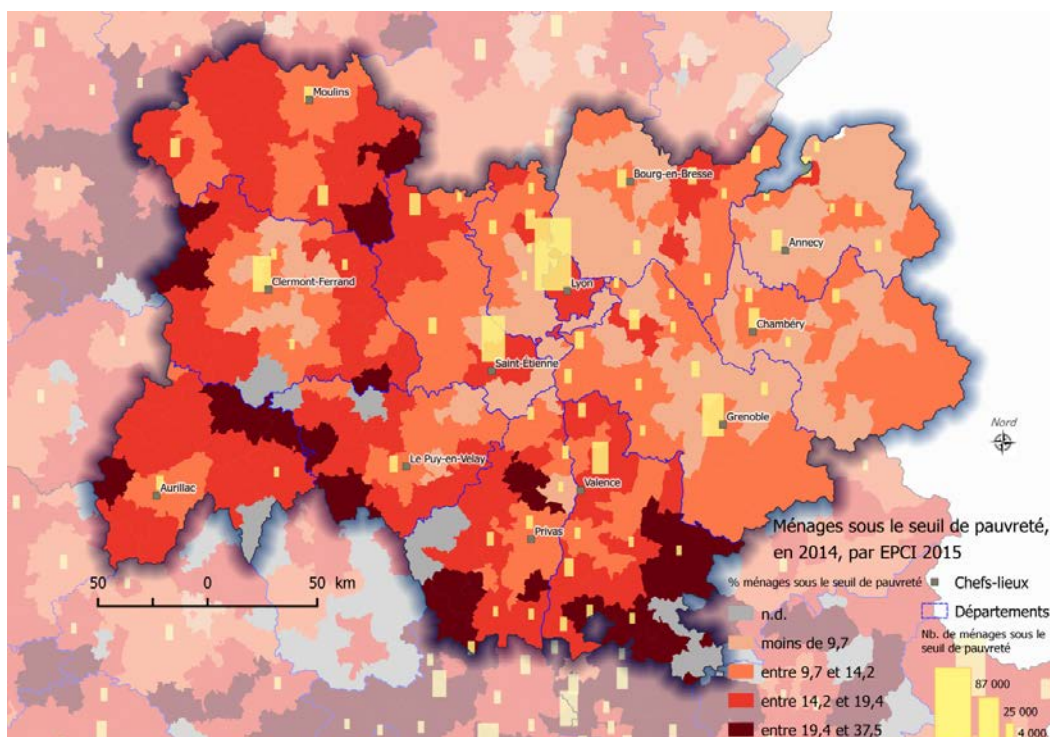 Moulins
Bourg-en-Bresse
Annecy
Clermont-Ferrand
Lyon
Chambéry
Saint-Etienne
Grenoble
Nord
Le Puy-en-Velay
Aurillac
Valence
Privas
Ménages sous le seuil de pauvreté,
en 2014, par EPCI 2015
50 0 50 km
% ménages sous le seuil de pauvreté
n.d.
moins de 9,7
entre 9,7 et 14,2
entre 14,2 et 19,4
entre 19,4 et 37,5
Chefs-lieux
Départements
Nb. de ménages sous le
seuil de pauvreté
87 000
25 000
4 000